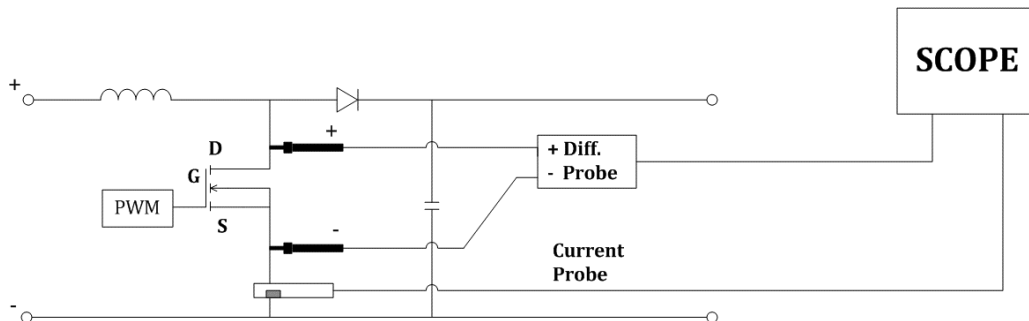 SCOPE
+
D
+
+ Diff.
- Probe
G
PWM
S
-
Current
Probe
-